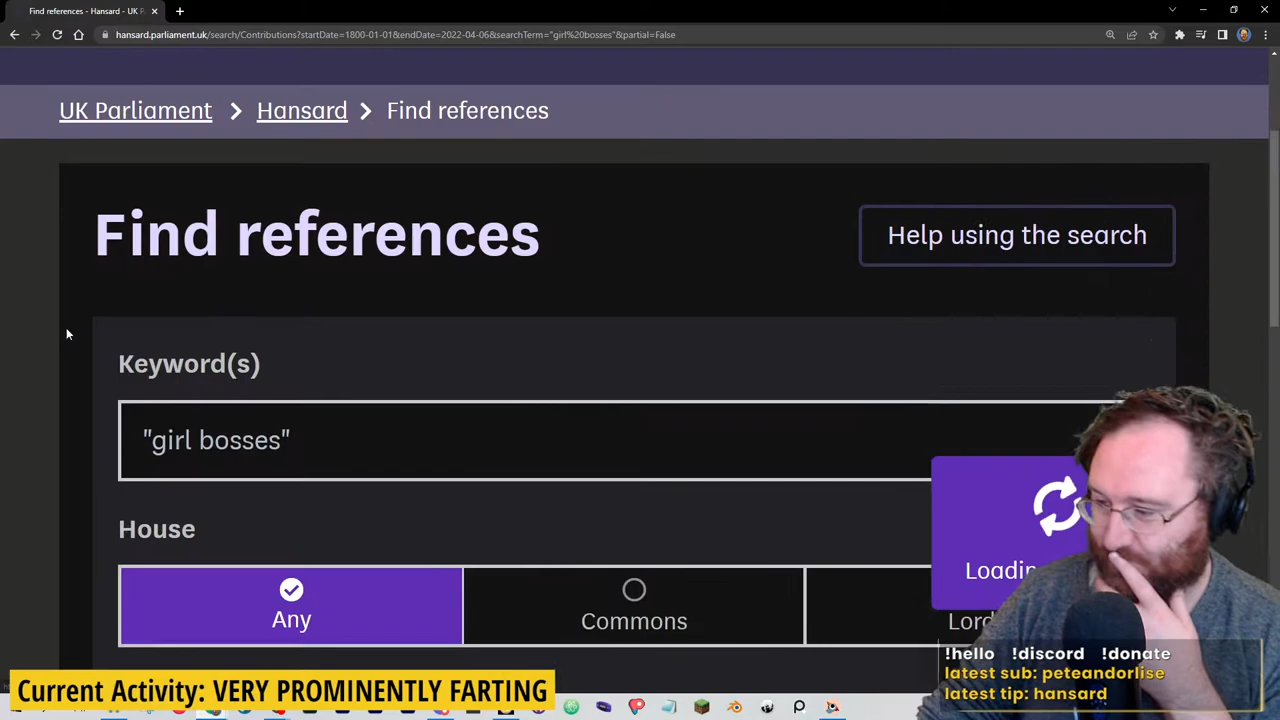 Find references - Hansard - UK P
hansard.parliament.uk/search/Contributions?startDate=1800-01-01&endDate=2022-04-06&searchTerm="girl%20bosses"&partial=False
UK Parliament Hansard Find references
Find references
Help using the search
Keyword(s)
"girl bosses"
House
Loadin
Any
Commons
Lord
!hello !discord !donate
latest sub: peteandorlise
latest tip: hansard
Current Activity: VERY PROMINENTLY FARTING